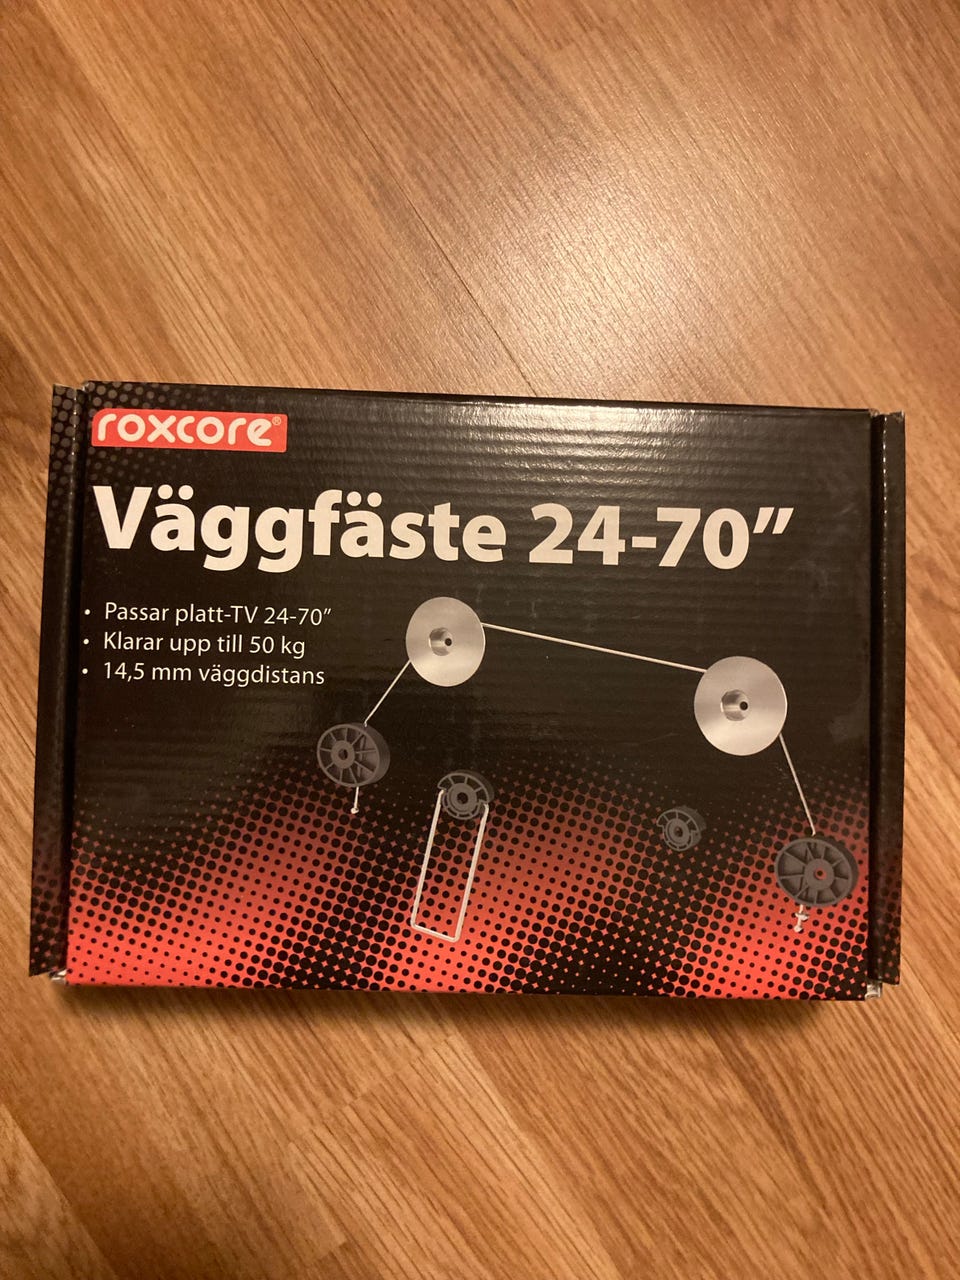 roxcore®
Väggfäste 24-70”
• Passar platt-TV 24-70”
• Klarar upp till 50 kg
• 14,5 mm väggdistans